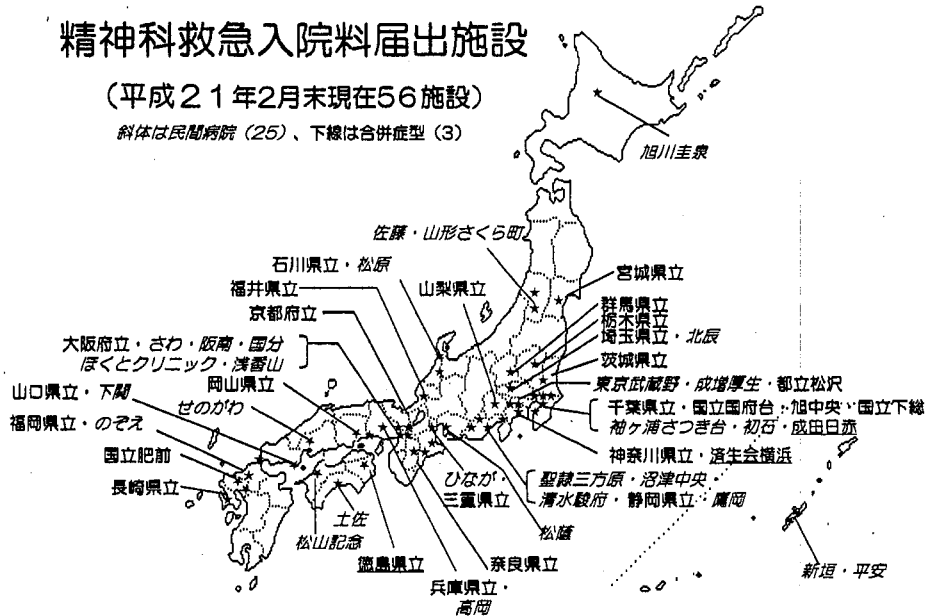 精神科救急入院料届出施設
(平成21年2月末現在56施設)
斜体は民間病院(25)、下線は合併症型(3)
旭川圭泉
佐藤・山形さくら町
石川県立・松原
宮城県立
福井県立
山梨県立
京都府立
群馬県立
栃木県立
埼玉県立・北辰
大阪府立・さわ・阪南・国分
ほくとクリニック・浅香山
茨城県立
岡山県立
東京武蔵野・成増厚生・都立松沢
山口県立・下関
せのがわ
千葉県立・国立国府台・旭中央・国立下総
袖ヶ浦さつき台・初石・成田日赤
福岡県立・のぞえ
神奈川県立・済生会横浜
国立肥前
ひなが・
三重県立
聖隷三方原・沼津中央・
清水駿府・静岡県立・鷹岡
長崎県立
土佐
松山記念
松蔭
徳島県立
奈良県立
兵庫県立・
高岡
新垣・平安